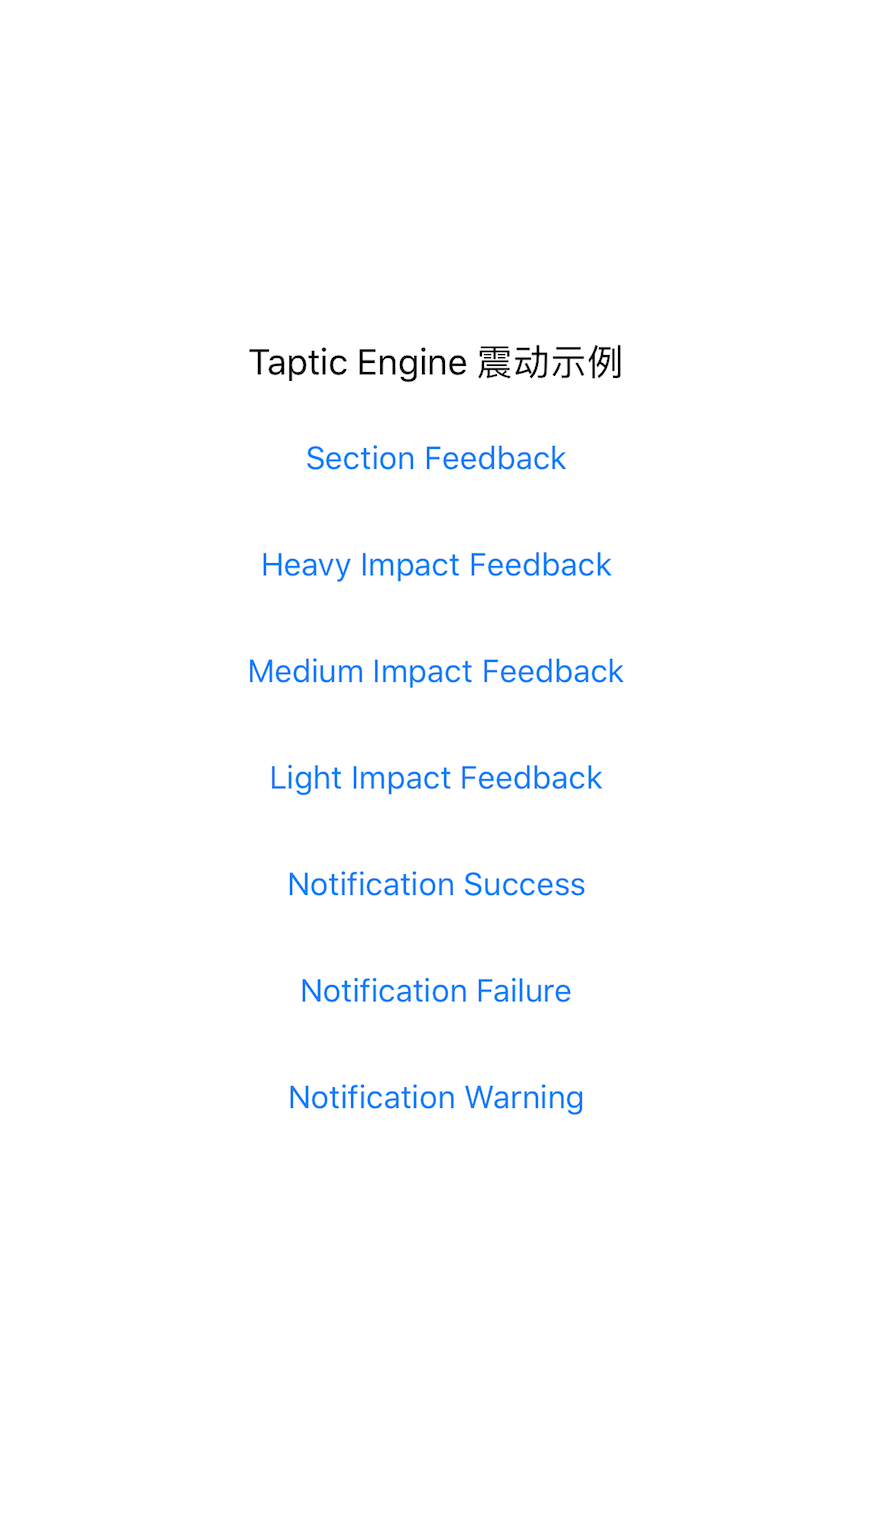 Taptic Engine 震动示例
Section Feedback
Heavy Impact Feedback
Medium Impact Feedback
Light Impact Feedback
Notification Success
Notification Failure
Notification Warning